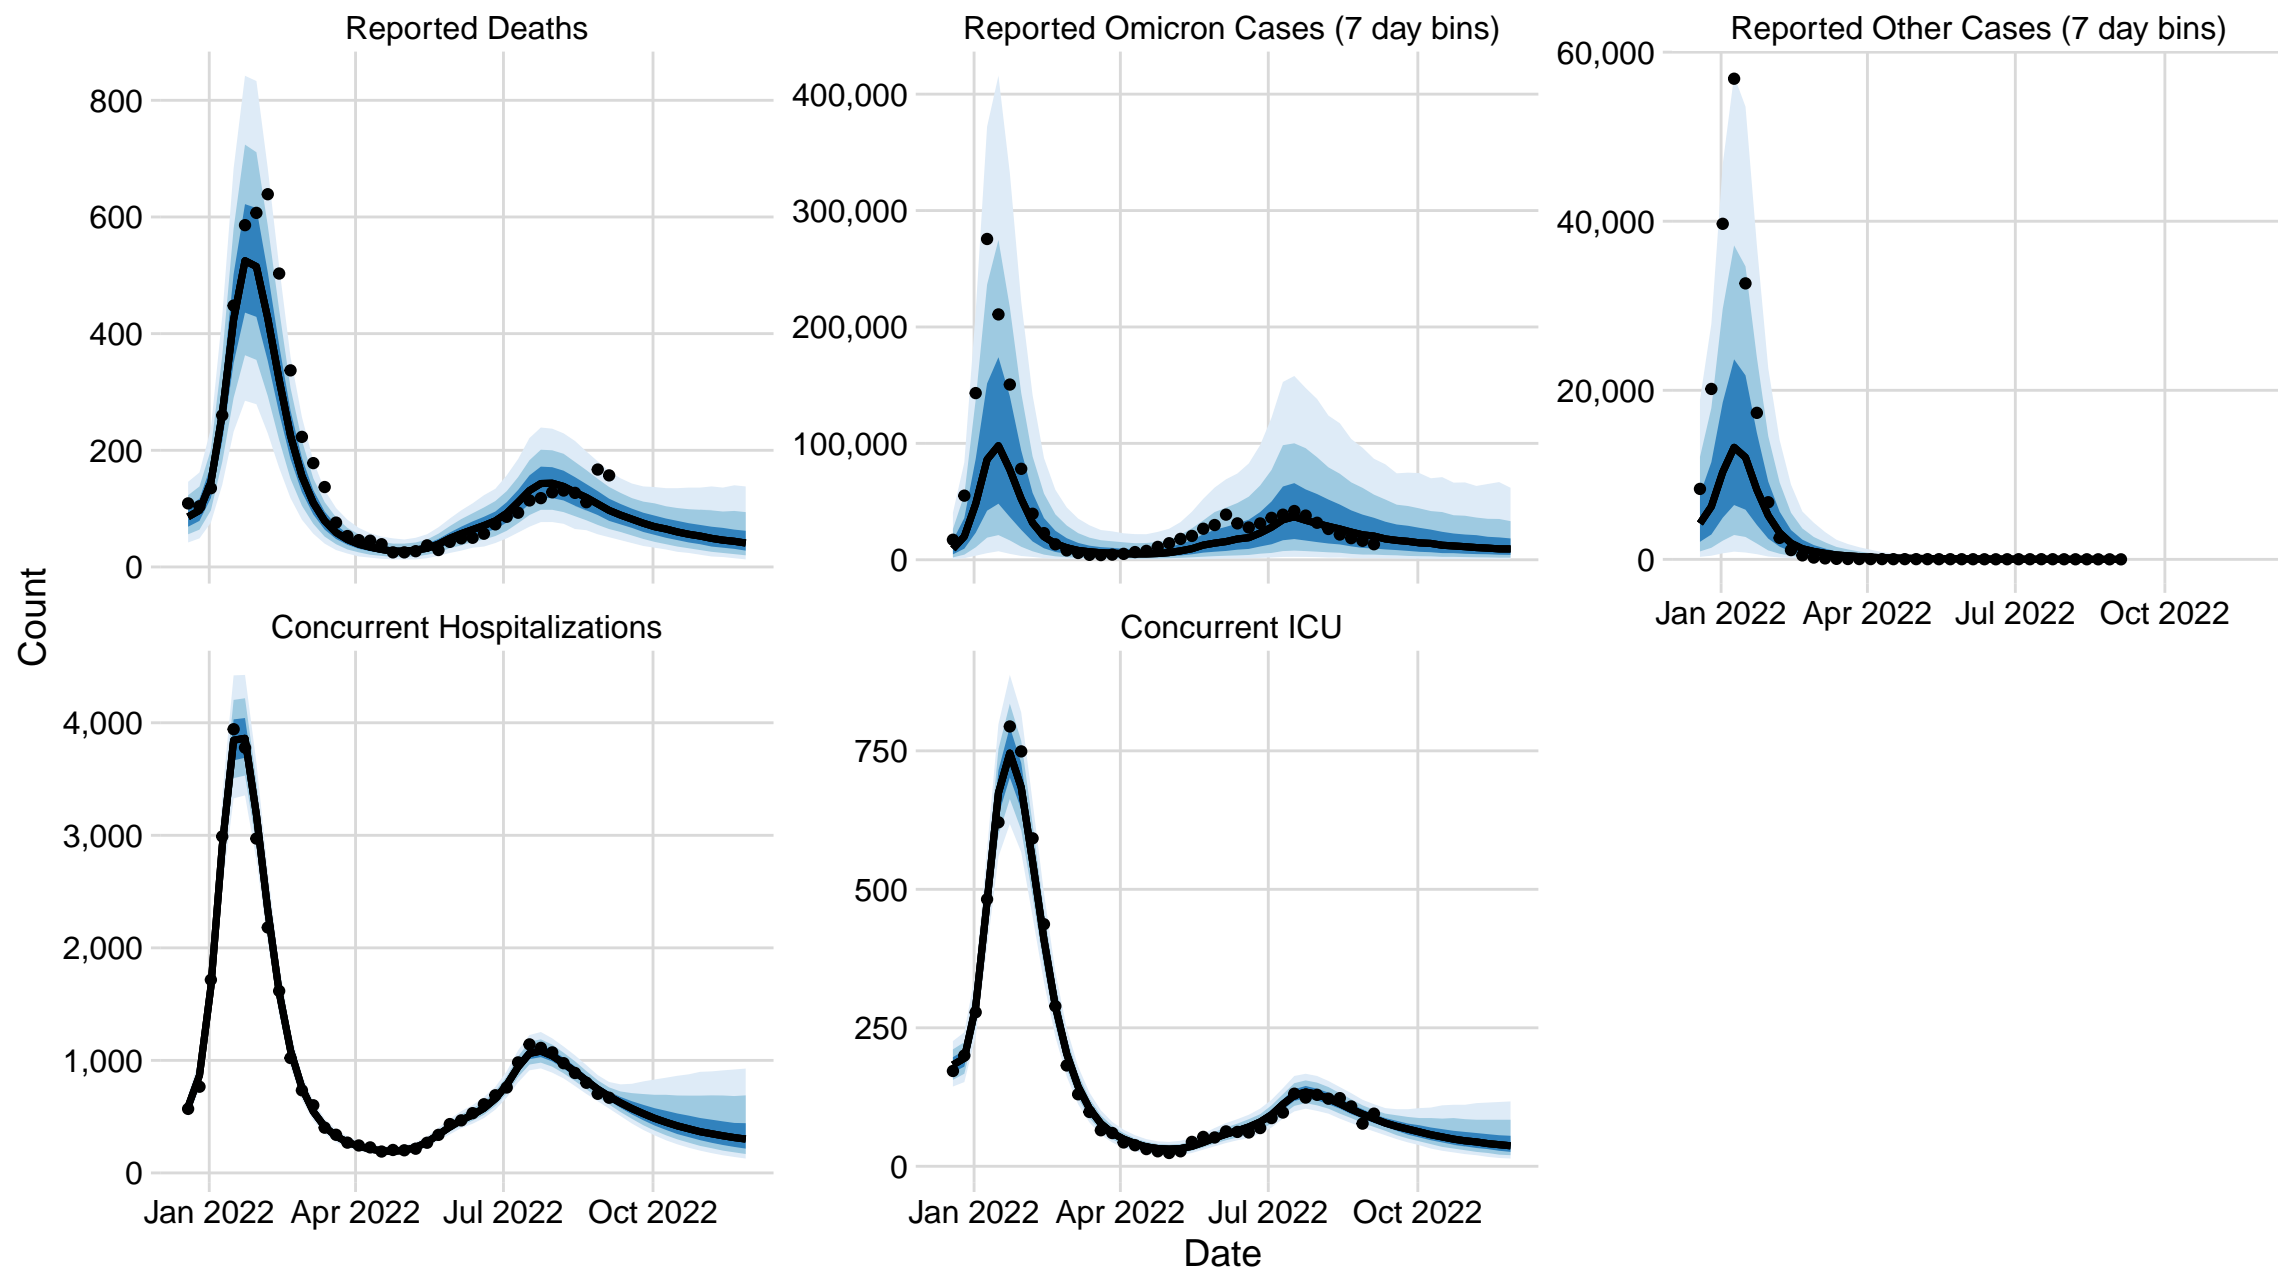 Reported Deaths
Reported Omicron Cases (7 day bins)
Reported Other Cases (7 day bins)
800
600
400
200
0
400,000
300,000
200,000
100,000
0
60,000
40,000
20,000
0
Jan 2022 Apr 2022 Jul 2022 Oct 2022
Count
Concurrent Hospitalizations
Concurrent ICU
4,000
3,000
2,000
1,000
0
750
500
250
0
Jan 2022 Apr 2022 Jul 2022 Oct 2022
Jan 2022 Apr 2022 Jul 2022 Oct 2022
Date